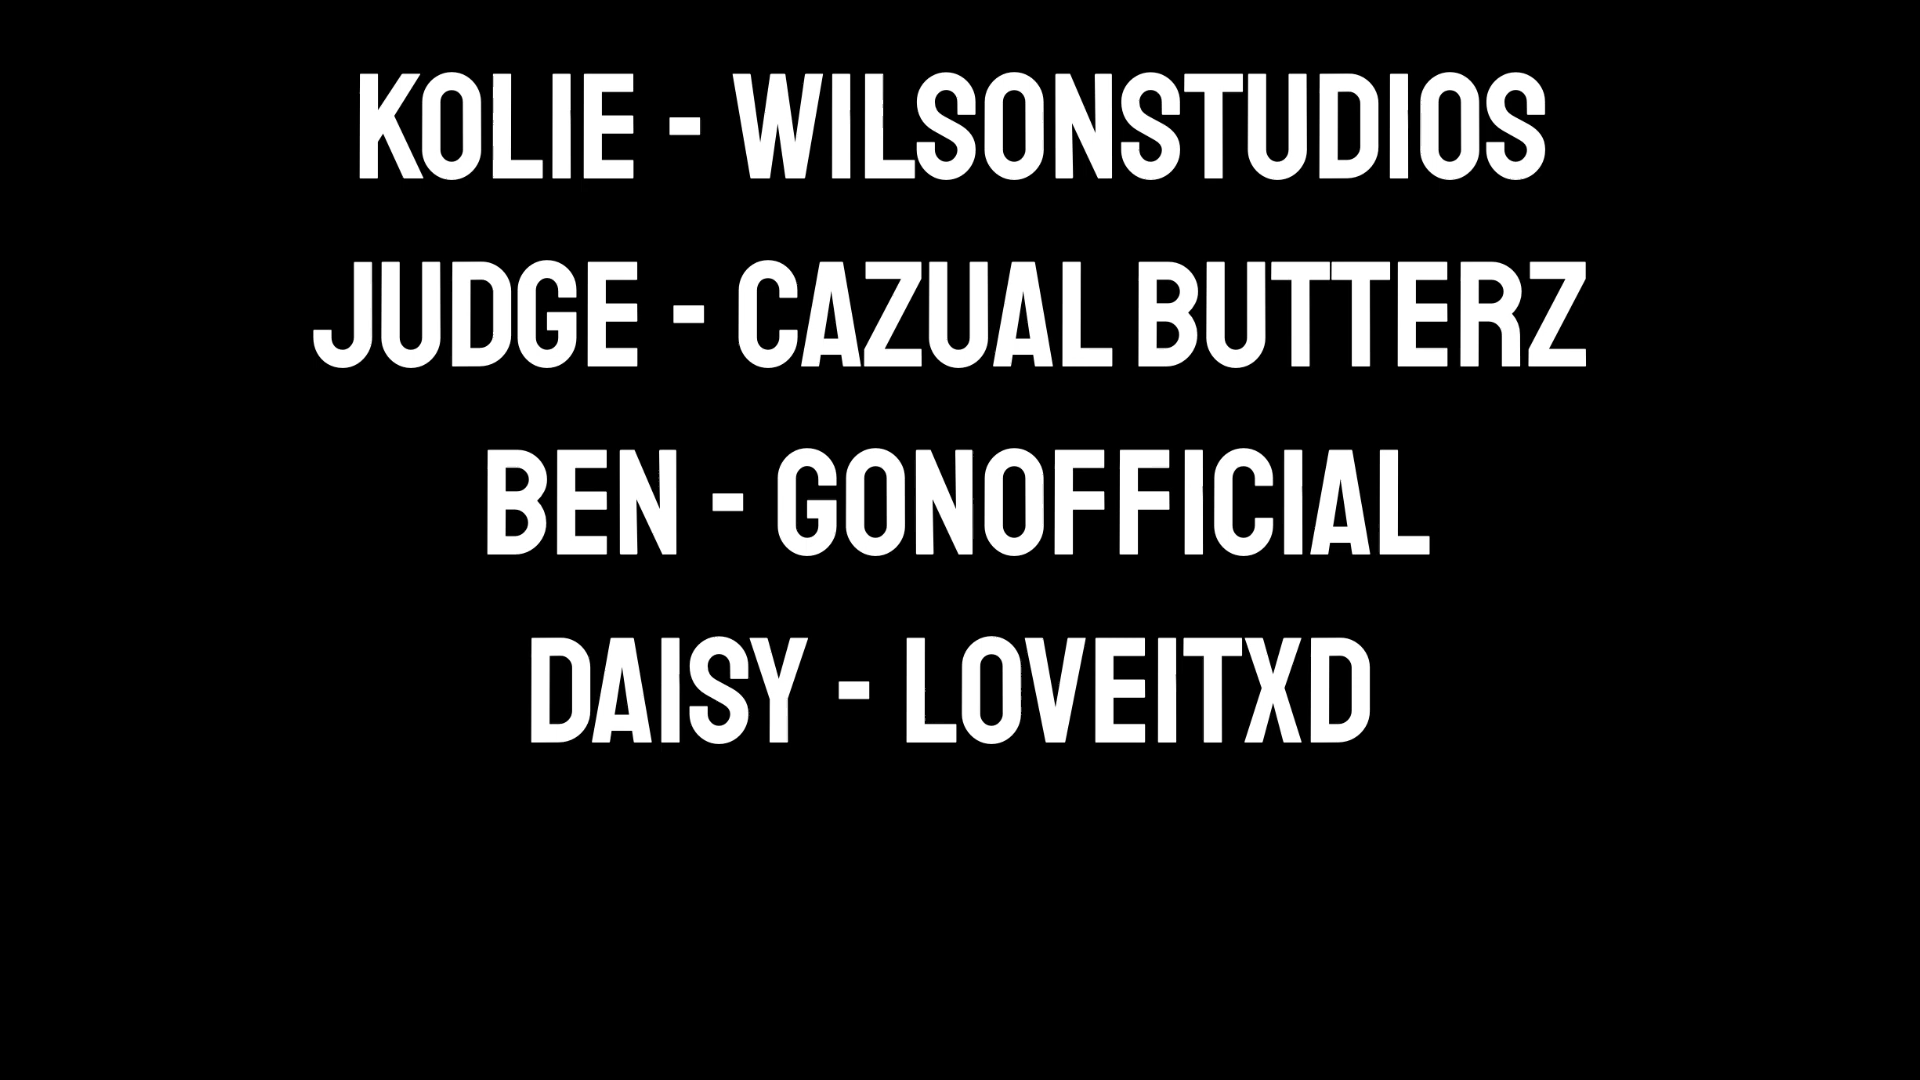 KOLIE - WILSONSTUDIOS
JUDGE - CAZUAL BUTTERZ
BEN - GONOFFICIAL
DAISY - LOVEITXD